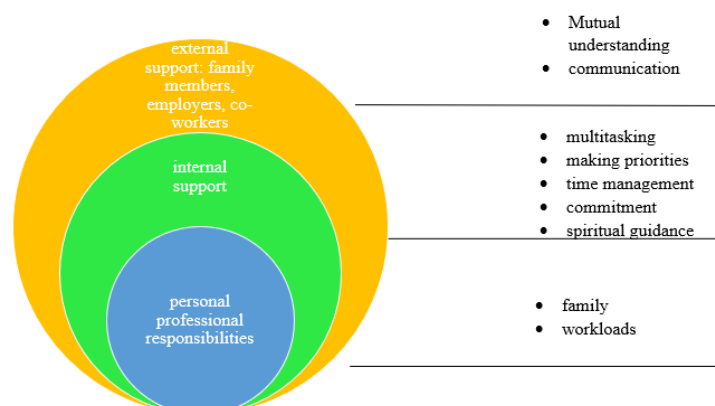 external
support: family
members,
employers, co-
workers
internal
support
personal
professional
responsibilities
• Mutual
understanding
• communication
• multitasking
• making priorities
• time management
• commitment
• spiritual guidance
• family
• workloads